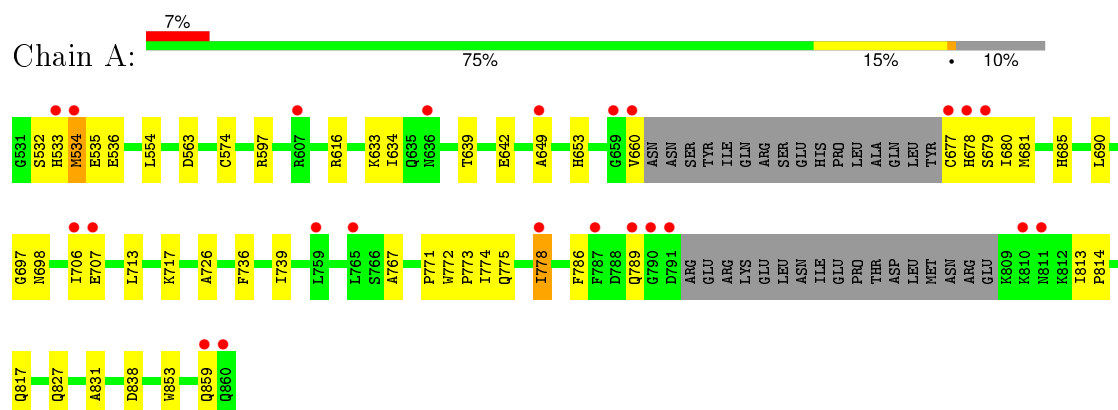 7%
Chain A:
75% 15% • 10%
G531 S532 H533 M534 E535 E536 L554 D563 C574 R597 R607 R616 K633 I634 Q635 N636 T639 E642 A649 H653 G659 V660 ASN ASN SER TYR ILE GLN ARG SER GLU HIS PRO LEU ALA GLN LEU TYR C677 H678 S679 I680 M681 H685 L690
G697 N698 I706 E707 L713 K717 A726 F736 I739 L759 L765 S766 A767 P771 W772 P773 I774 Q775 I778 F786 F787 D788 Q789 G790 D791 ARG GLU ARG LYS GLU LEU ASN ILE GLU PRO THR ASP LEU MET ASN ARG GLU K809 K810 N811 K812 I813 P814
Q817 Q827 A831 D838 W853 Q859 Q860